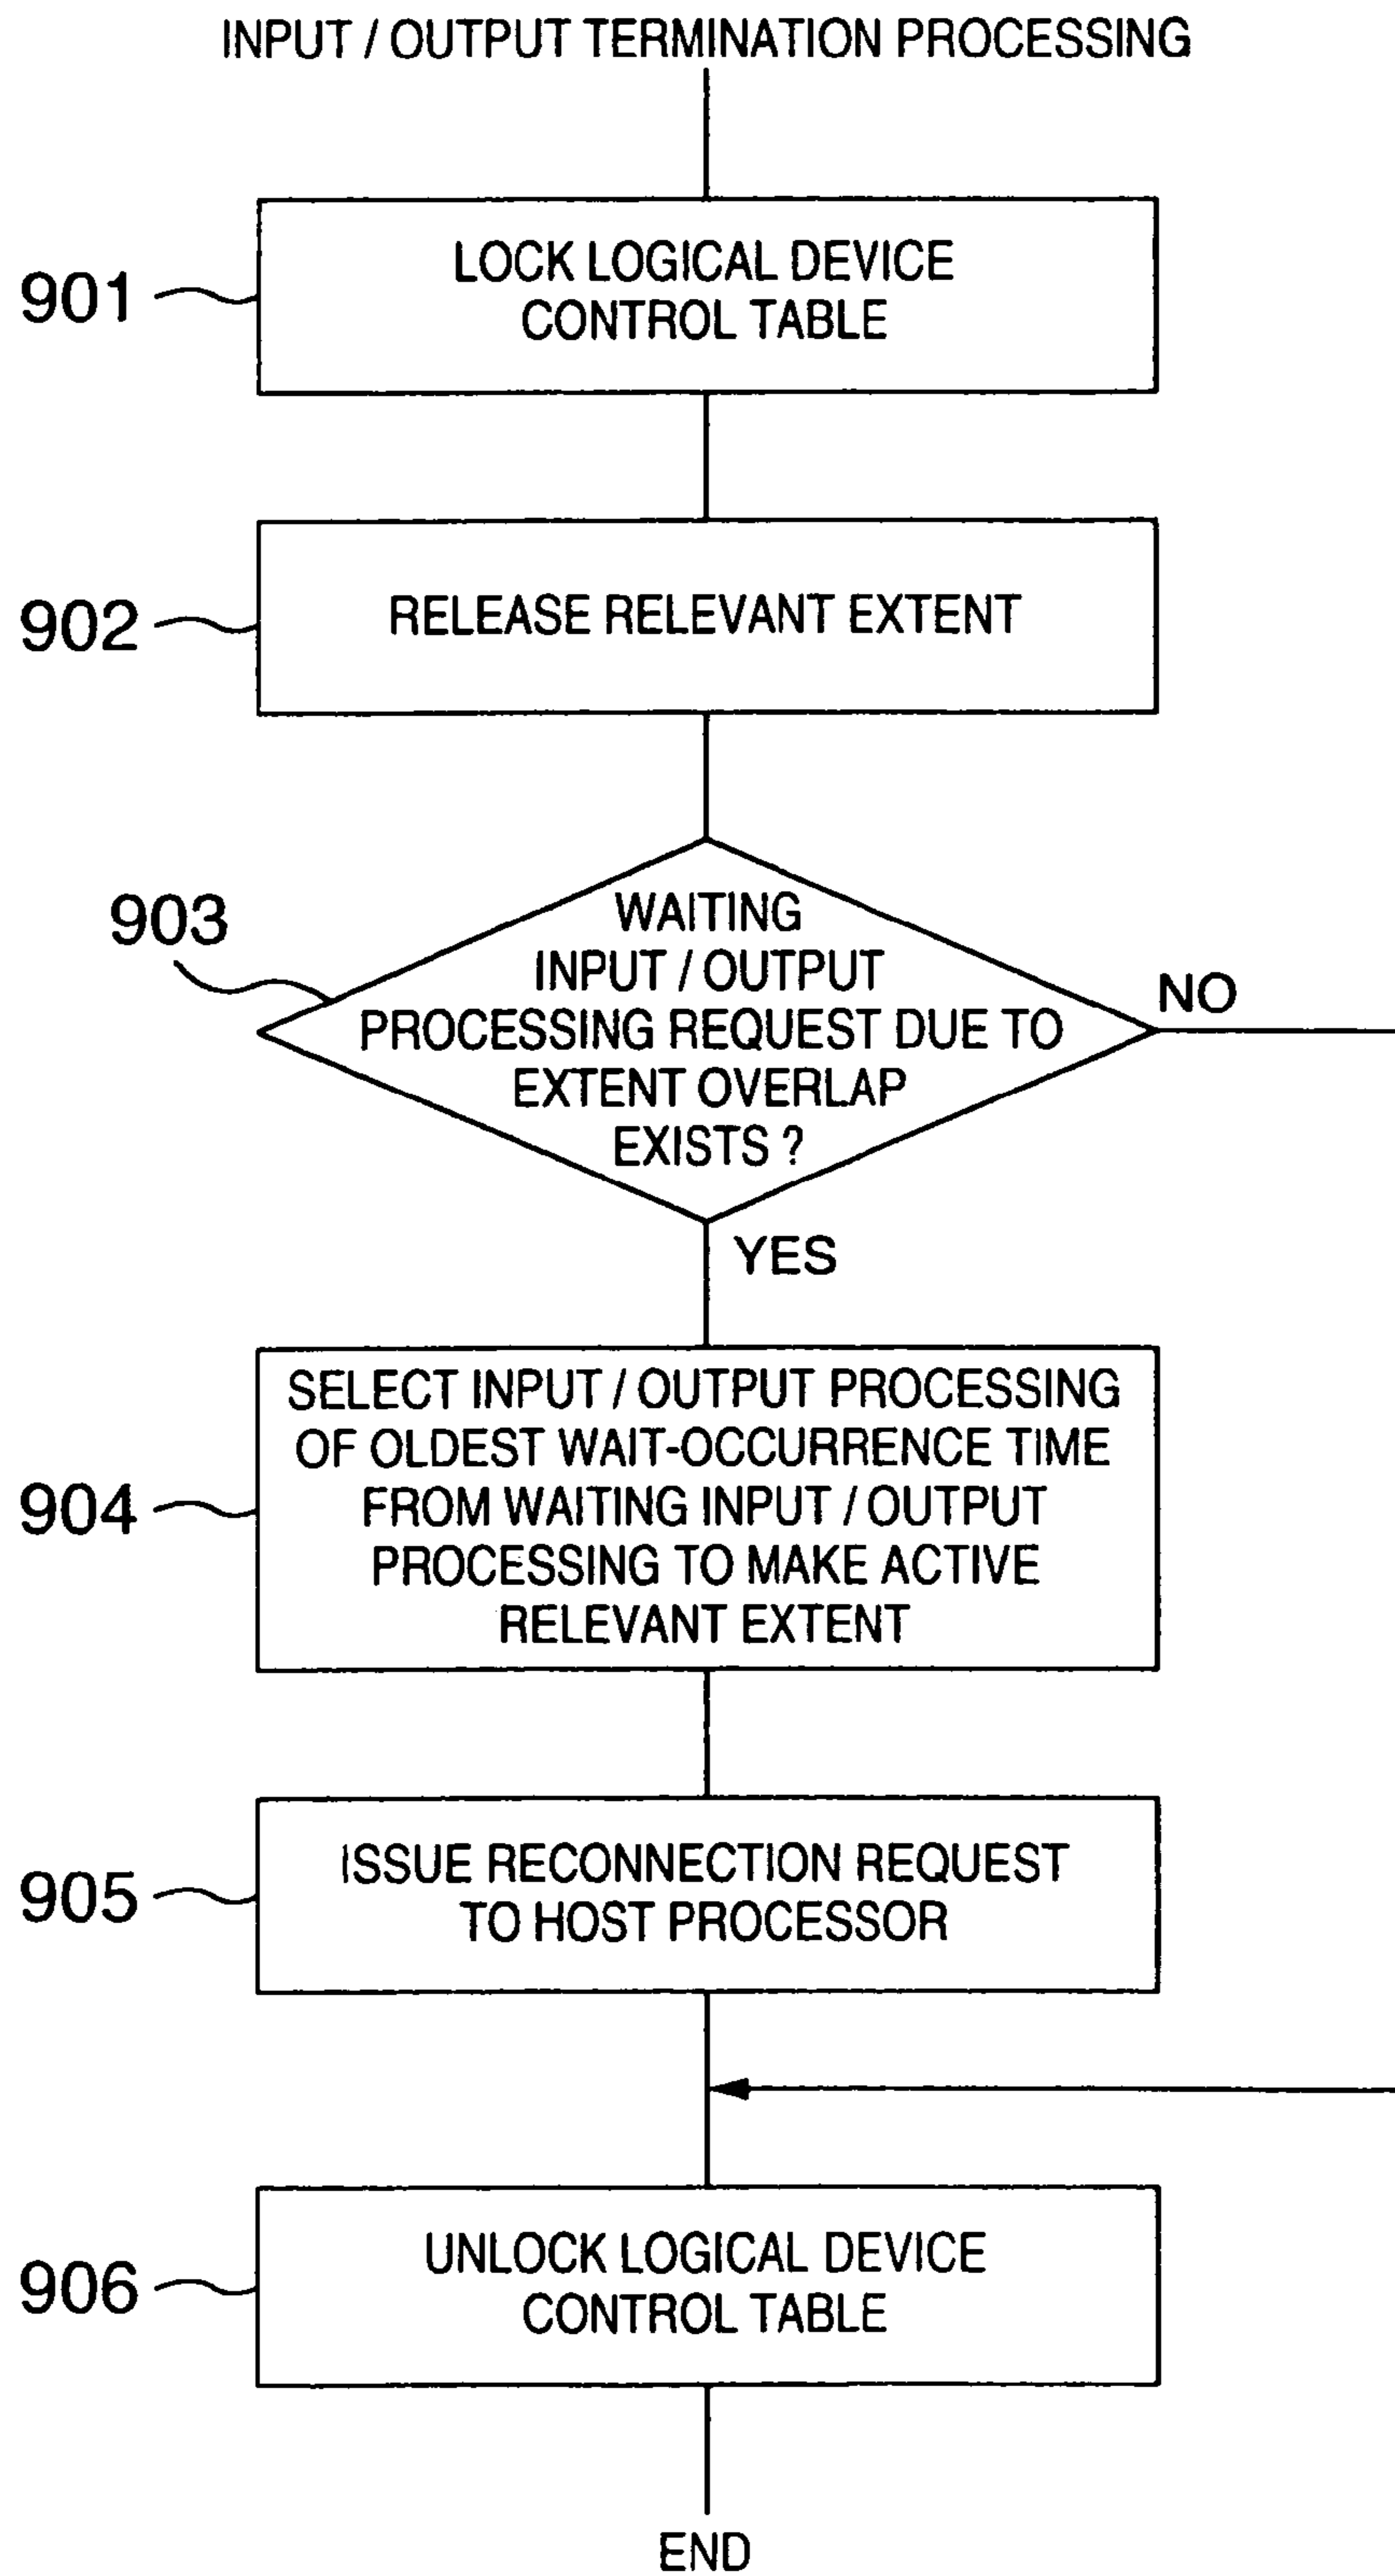 INPUT / OUTPUT TERMINATION PROCESSING
901
LOCK LOGICAL DEVICE
CONTROL TABLE
902
RELEASE RELEVANT EXTENT
903
WAITING
INPUT / OUTPUT
PROCESSING REQUEST DUE TO
EXTENT OVERLAP
EXISTS ?
NO
YES
904
SELECT INPUT / OUTPUT PROCESSING
OF OLDEST WAIT-OCCURRENCE TIME
FROM WAITING INPUT / OUTPUT
PROCESSING TO MAKE ACTIVE
RELEVANT EXTENT
905
ISSUE RECONNECTION REQUEST
TO HOST PROCESSOR
906
UNLOCK LOGICAL DEVICE
CONTROL TABLE
END